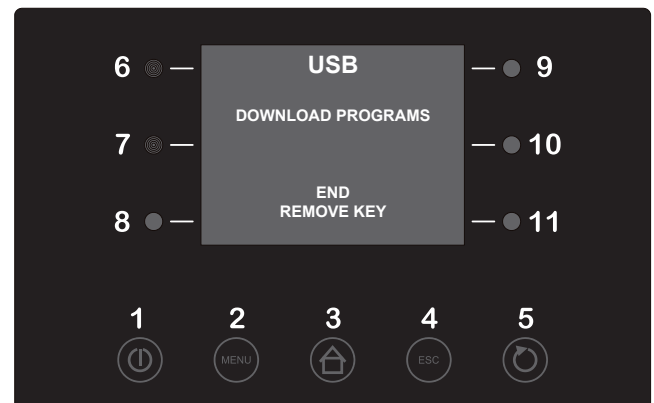 6 USB 9
DOWNLOAD PROGRAMS
7 10
END
REMOVE KEY
8 11
1 2 3 4 5
MENU ESC